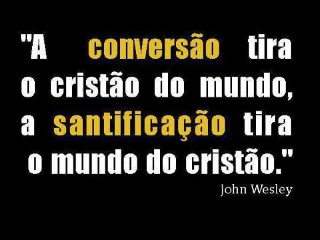 "A conversão tira
o cristão do mundo,
a santificação tira
o mundo do cristão."
John Wesley